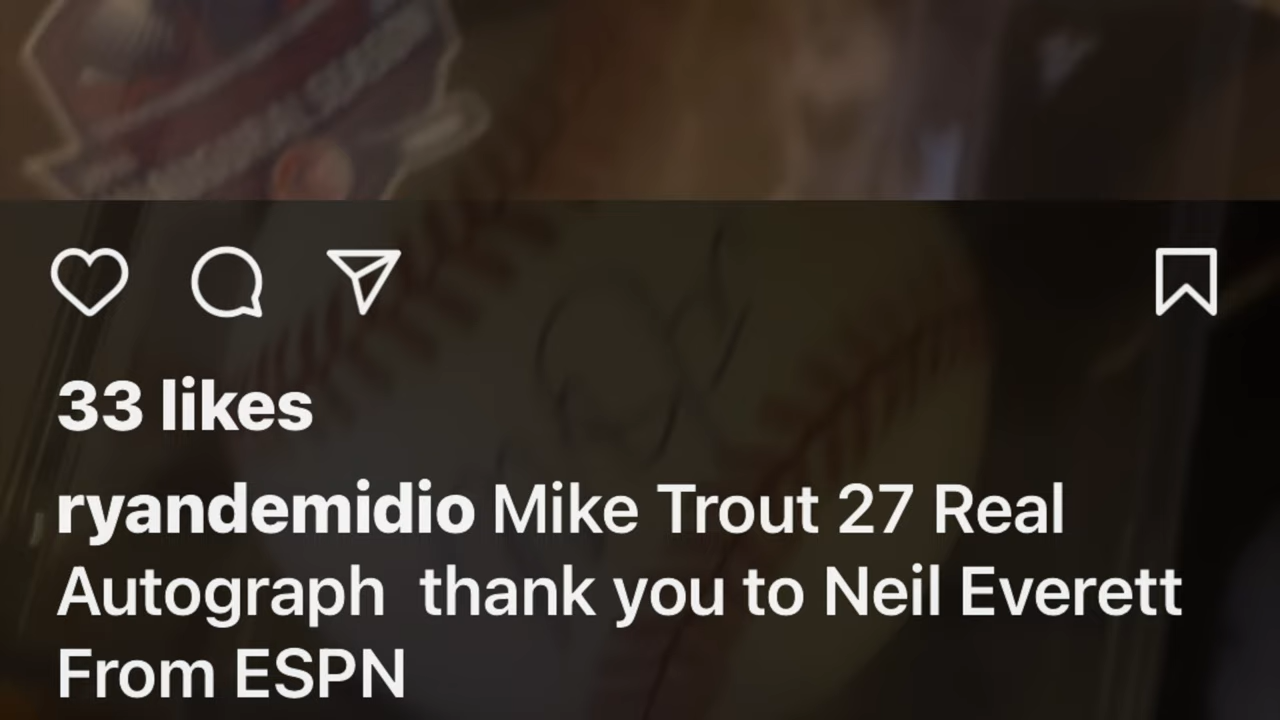 33 likes
ryandemidio Mike Trout 27 Real
Autograph  thank you to Neil Everett
From ESPN